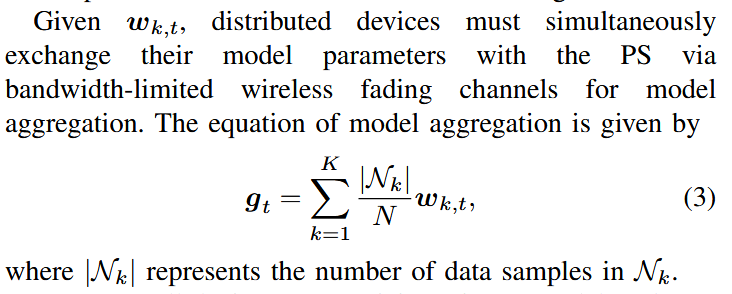 Given $\boldsymbol{w}_{k,t}$, distributed devices must simultaneously
exchange their model parameters with the PS via
bandwidth-limited wireless fading channels for model
aggregation. The equation of model aggregation is given by
$$\boldsymbol{g}_t = \sum_{k=1}^{K} \frac{|\mathcal{N}_k|}{N} \boldsymbol{w}_{k,t}, \quad (3)$$
where $|\mathcal{N}_k|$ represents the number of data samples in $\mathcal{N}_k$.